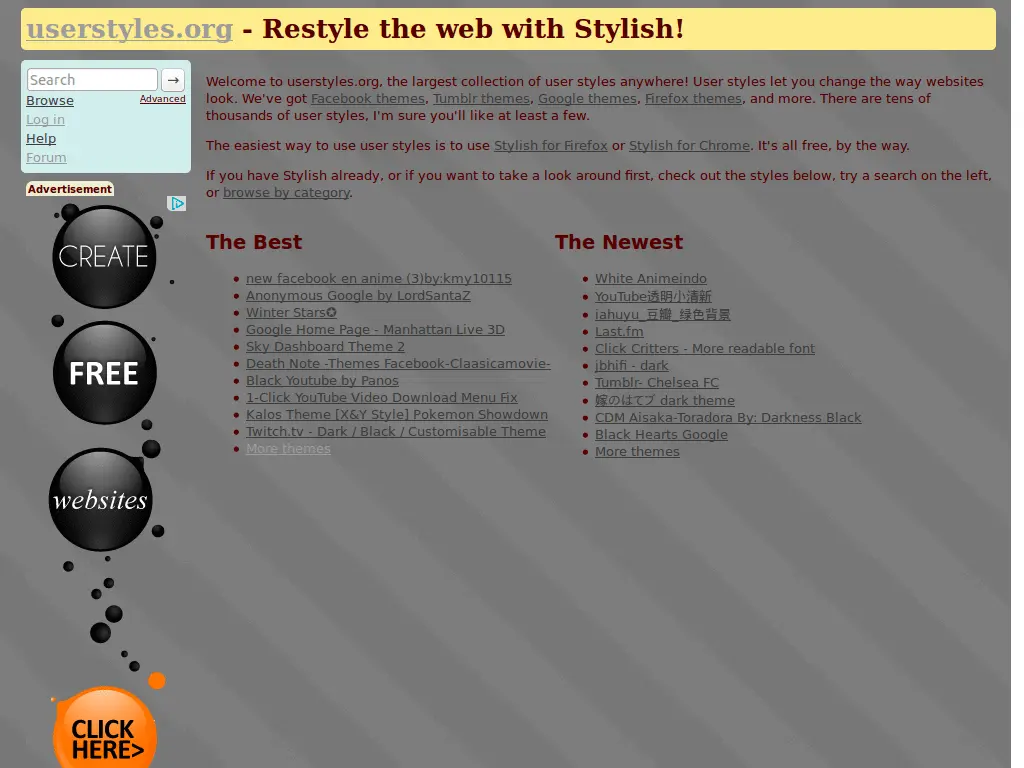 userstyles.org - Restyle the web with Stylish!
Search →
Browse Advanced
Log in
Help
Forum
Advertisement
CREATE
FREE
websites
CLICK
HERE>
Welcome to userstyles.org, the largest collection of user styles anywhere! User styles let you change the way websites
look. We've got Facebook themes, Tumblr themes, Google themes, Firefox themes, and more. There are tens of
thousands of user styles, I'm sure you'll like at least a few.
The easiest way to use user styles is to use Stylish for Firefox or Stylish for Chrome. It's all free, by the way.
If you have Stylish already, or if you want to take a look around first, check out the styles below, try a search on the left,
or browse by category.
The Best
new facebook en anime (3)by:kmy10115
Anonymous Google by LordSantaZ
Winter Stars✪
Google Home Page - Manhattan Live 3D
Sky Dashboard Theme 2
Death Note -Themes Facebook-Claasicamovie-
Black Youtube by Panos
1-Click YouTube Video Download Menu Fix
Kalos Theme [X&Y Style] Pokemon Showdown
Twitch.tv - Dark / Black / Customisable Theme
More themes
The Newest
White Animeindo
YouTube透明小清新
iahuyu_豆瓣_绿色背景
Last.fm
Click Critters - More readable font
jbhifi - dark
Tumblr- Chelsea FC
嫁のはてブ dark theme
CDM Aisaka-Toradora By: Darkness Black
Black Hearts Google
More themes